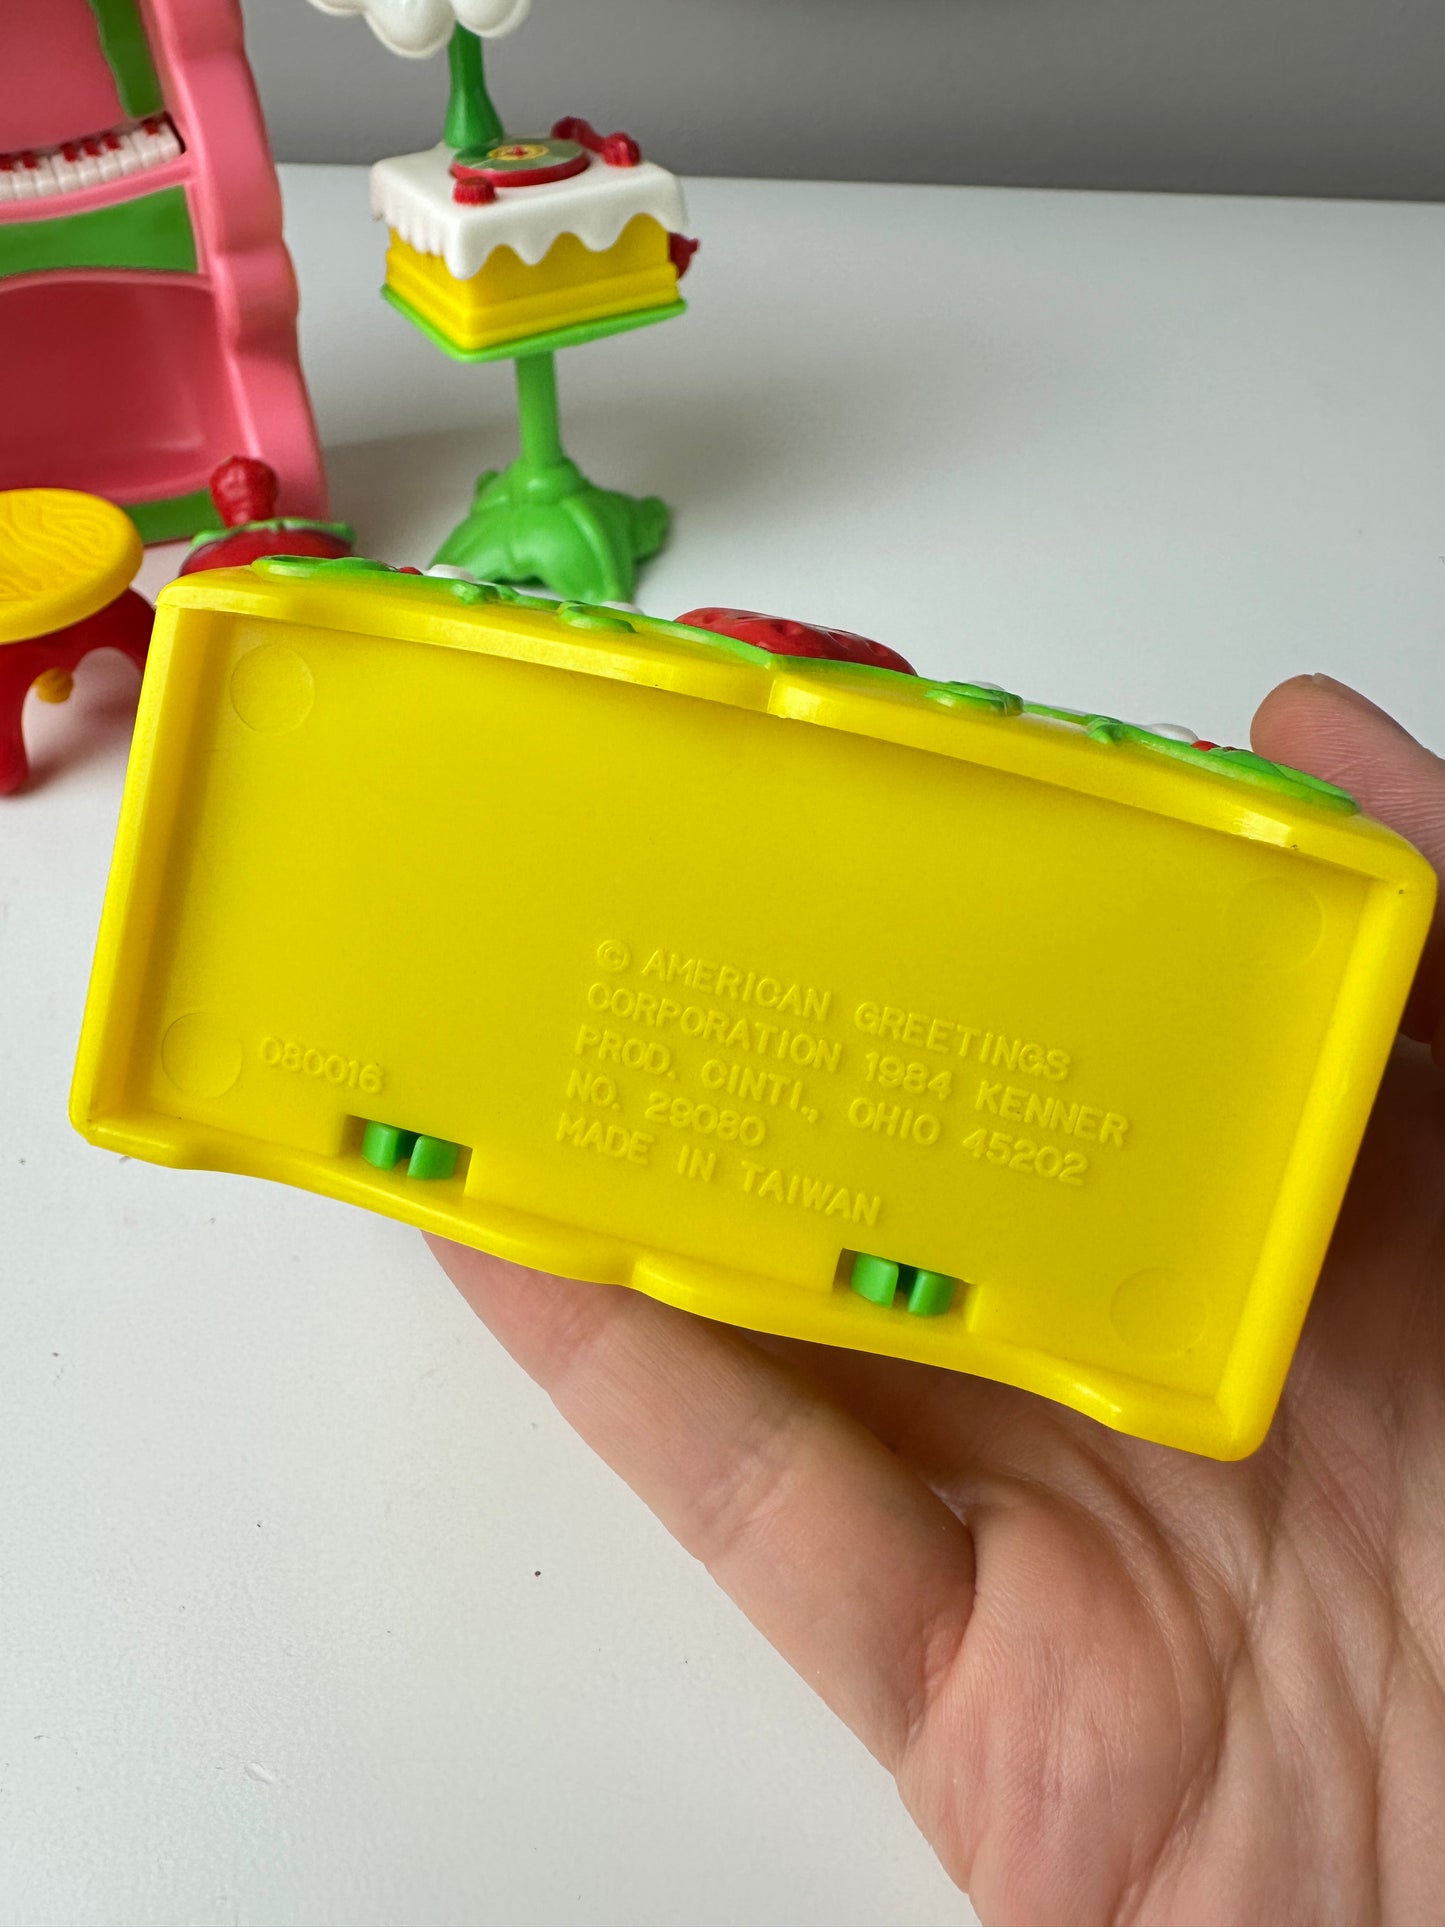 © AMERICAN GREETINGS
CORPORATION 1984 KENNER
PROD. CINTI., OHIO 45202
NO. 29080
MADE IN TAIWAN
080016